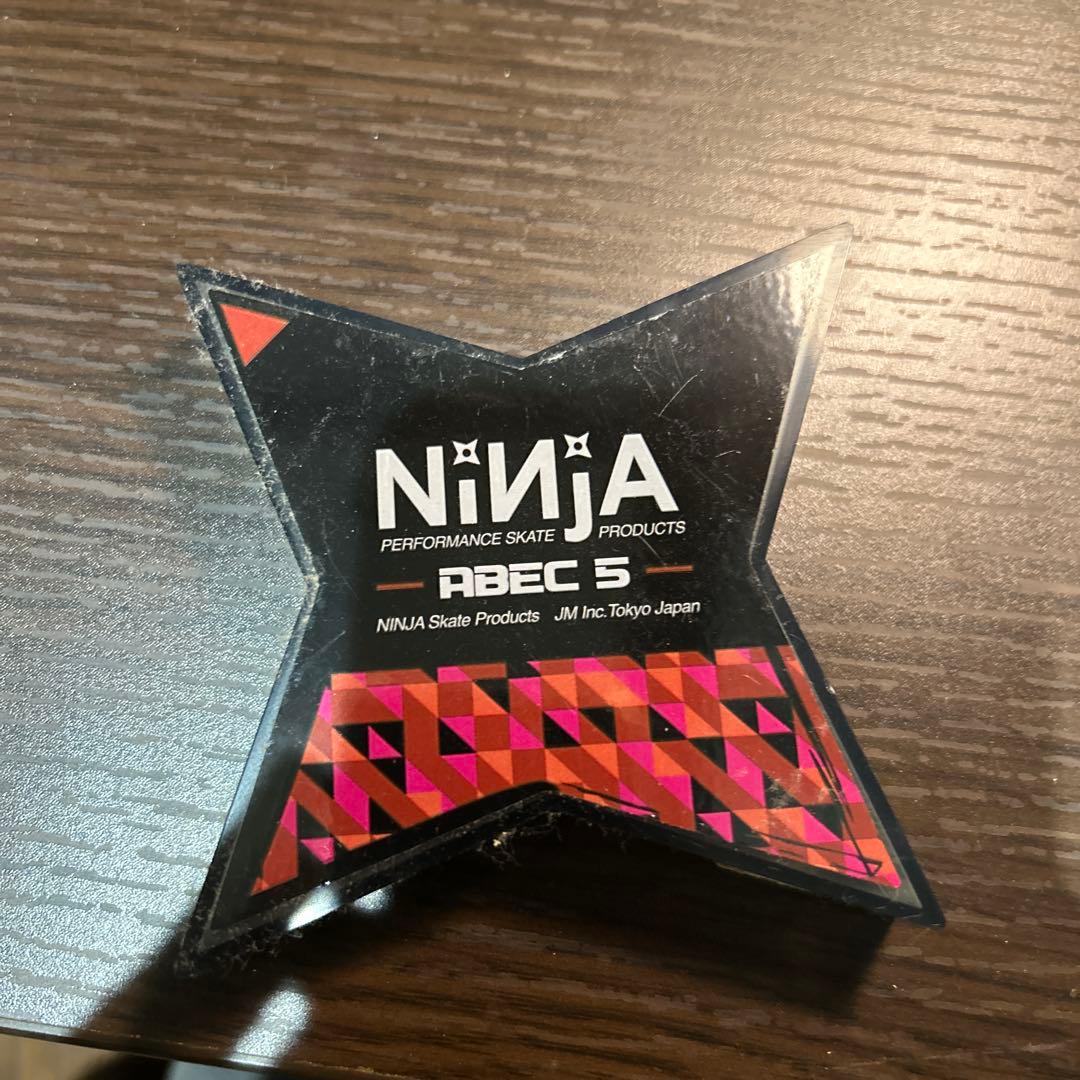 NiNjA
PERFORMANCE SKATE PRODUCTS
ABEC 5
NINJA Skate Products JM Inc.Tokyo Japan